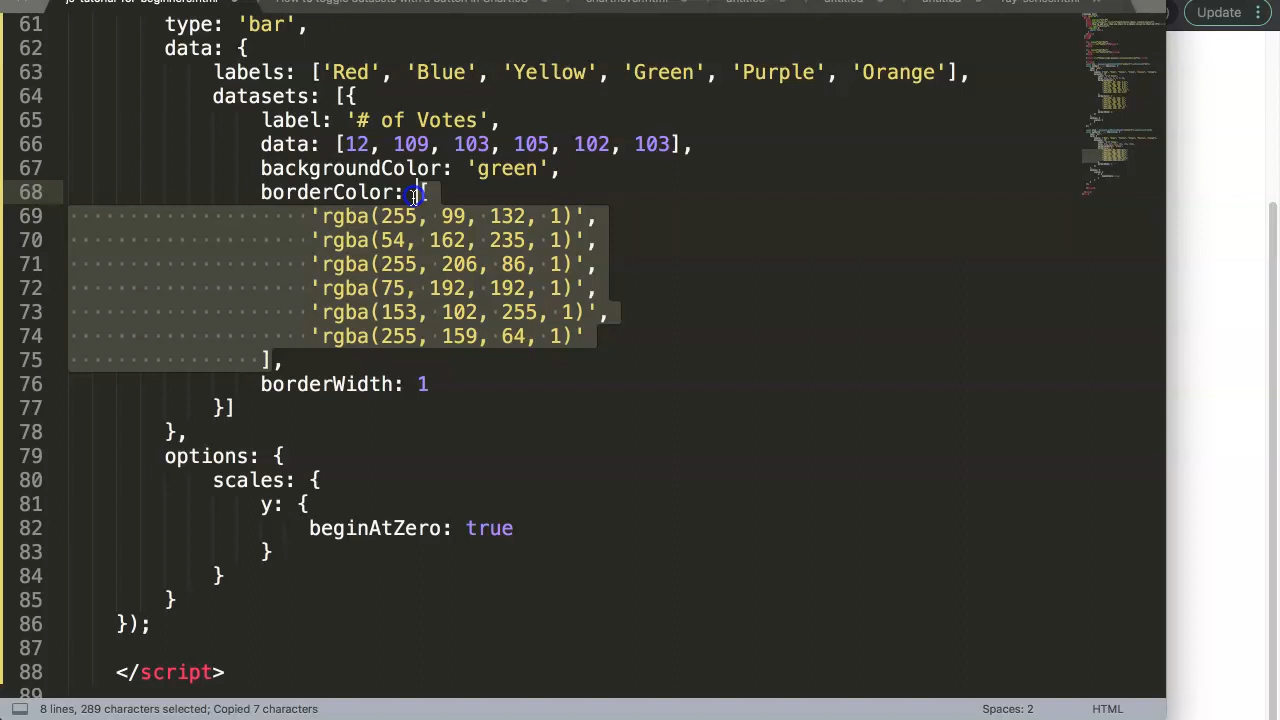 Update
61 type: 'bar',
62 data: {
63 labels: ['Red', 'Blue', 'Yellow', 'Green', 'Purple', 'Orange'],
64 datasets: [{
65 label: '# of Votes',
66 data: [12, 109, 103, 105, 102, 103],
67 backgroundColor: 'green',
68 borderColor: [
69 'rgba(255, 99, 132, 1)',
70 'rgba(54, 162, 235, 1)',
71 'rgba(255, 206, 86, 1)',
72 'rgba(75, 192, 192, 1)',
73 'rgba(153, 102, 255, 1)',
74 'rgba(255, 159, 64, 1)'
75 ],
76 borderWidth: 1
77 }]
78 },
79 options: {
80 scales: {
81 y: {
82 beginAtZero: true
83 }
84 }
85 }
86 });
87
88 </script>
89
8 lines, 289 characters selected; Copied 7 characters
Spaces: 2
HTML